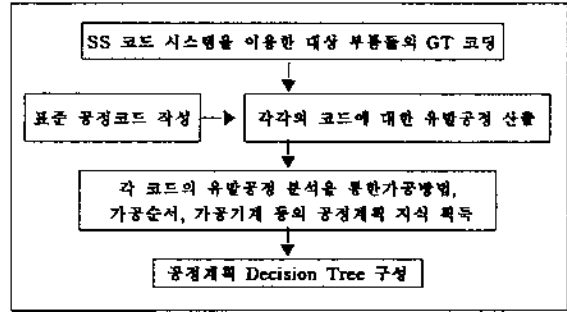 SS 코드 시스템을 이용한 대상 부품들의 GT 코딩
표준 공정코드 작성
각각의 코드에 대한 유발공정 산출
각 코드의 유발공정 분석을 통한가공방법,
가공순서, 가공기계 등의 공정계획 지식 획득
공정계획 Decision Tree 구성